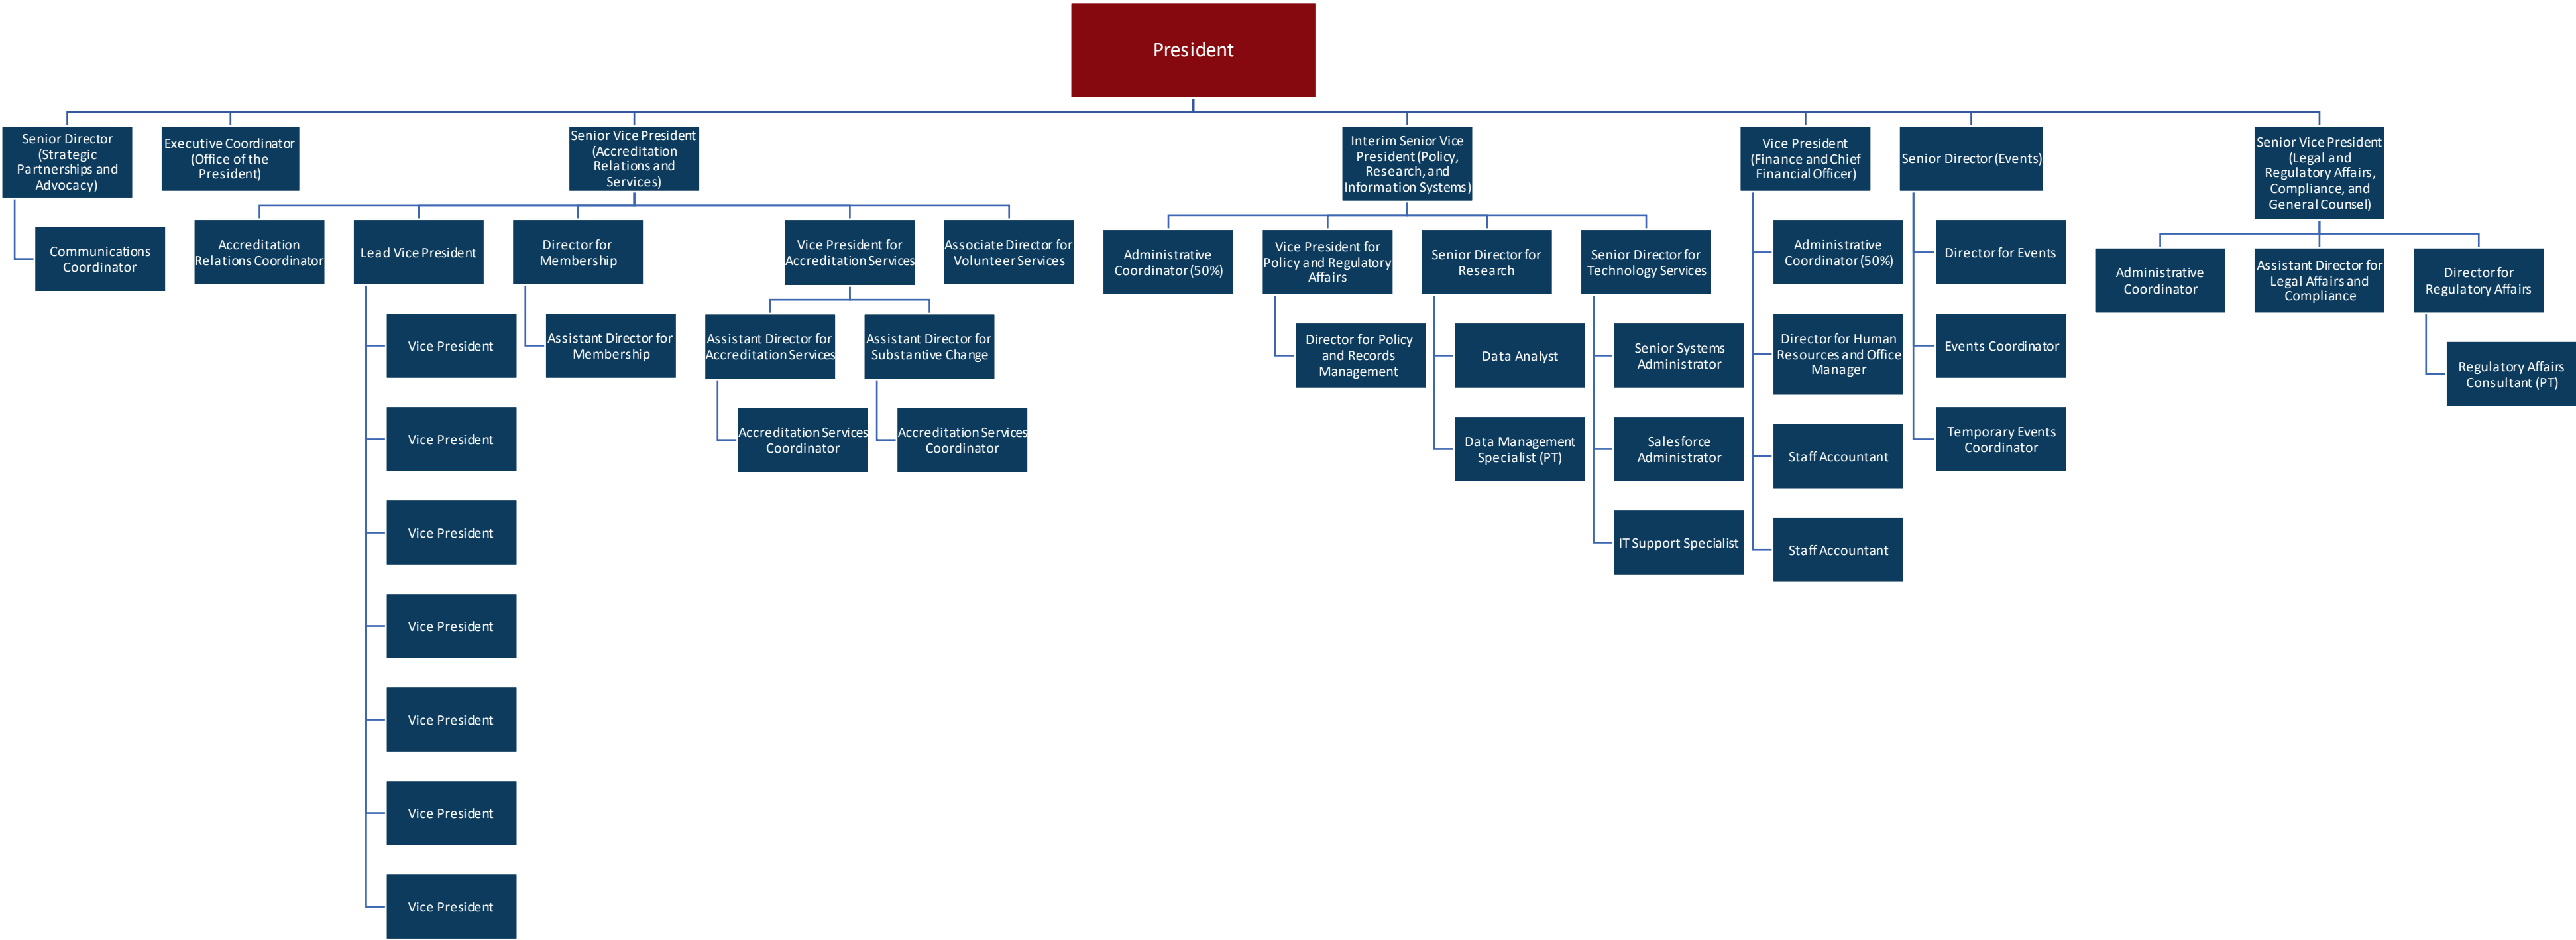 President
Senior Director
(Strategic
Partnerships and
Advocacy)
Executive Coordinator
(Office of the
President)
Senior Vice President
(Accreditation
Relations and
Services)
Interim Senior Vice
President (Policy,
Research, and
Information Systems)
Vice President
(Finance and Chief
Financial Officer)
Senior Director (Events)
Senior Vice President
(Legal and
Regulatory Affairs,
Compliance, and
General Counsel)
Communications
Coordinator
Accreditation
Relations Coordinator
Lead Vice President
Director for
Membership
Vice President for
Accreditation Services
Associate Director for
Volunteer Services
Administrative
Coordinator (50%)
Vice President for
Policy and Regulatory
Affairs
Senior Director for
Research
Senior Director for
Technology Services
Administrative
Coordinator (50%)
Director for Events
Administrative
Coordinator
Assistant Director for
Legal Affairs and
Compliance
Director for
Regulatory Affairs
Vice President
Assistant Director for
Membership
Assistant Director for
Accreditation Services
Assistant Director for
Substantive Change
Director for Policy
and Records
Management
Data Analyst
Senior Systems
Administrator
Director for Human
Resources and Office
Manager
Events Coordinator
Regulatory Affairs
Consultant (PT)
Vice President
Accreditation Services
Coordinator
Accreditation Services
Coordinator
Data Management
Specialist (PT)
Salesforce
Administrator
Staff Accountant
Temporary Events
Coordinator
Vice President
IT Support Specialist
Staff Accountant
Vice President
Vice President
Vice President
Vice President